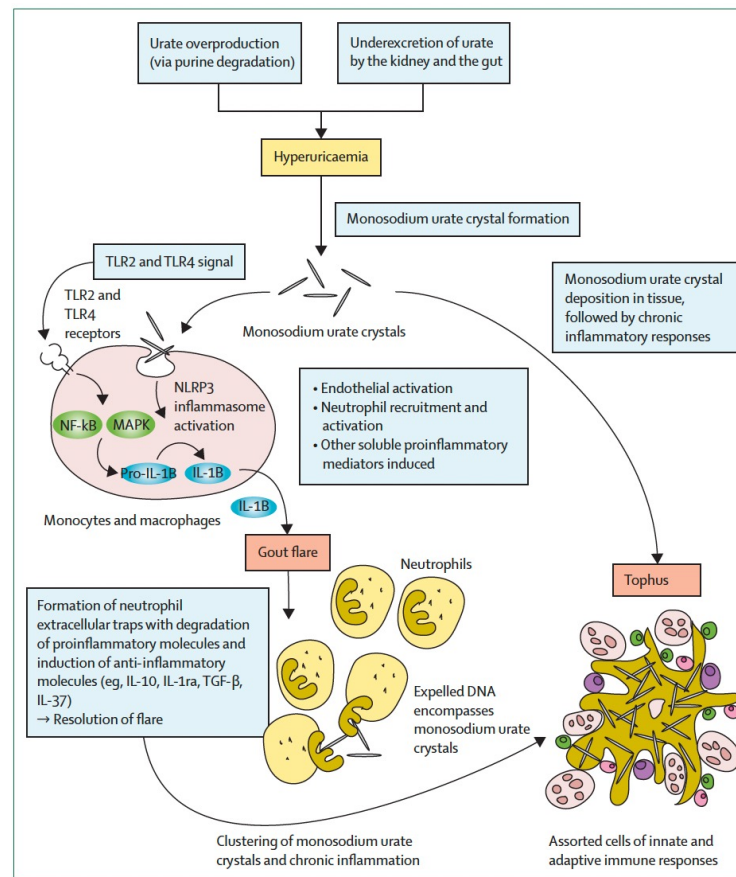 Urate overproduction
(via purine degradation)
Underexcretion of urate
by the kidney and the gut
Hyperuricaemia
Monosodium urate crystal formation
TLR2 and TLR4 signal
TLR2 and
TLR4
receptors
Monosodium urate crystals
Monosodium urate crystal
deposition in tissue,
followed by chronic
inflammatory responses
NLRP3
inflammasome
activation
NF-kB
MAPK
Pro-IL-1B
IL-1B
• Endothelial activation
• Neutrophil recruitment and
activation
• Other soluble proinflammatory
mediators induced
Monocytes and macrophages
IL-1B
Gout flare
Neutrophils
Tophus
Formation of neutrophil
extracellular traps with degradation
of proinflammatory molecules and
induction of anti-inflammatory
molecules (eg, IL-10, IL-1ra, TGF-β,
IL-37)
→ Resolution of flare
Expelled DNA
encompasses
monosodium urate
crystals
Clustering of monosodium urate
crystals and chronic inflammation
Assorted cells of innate and
adaptive immune responses